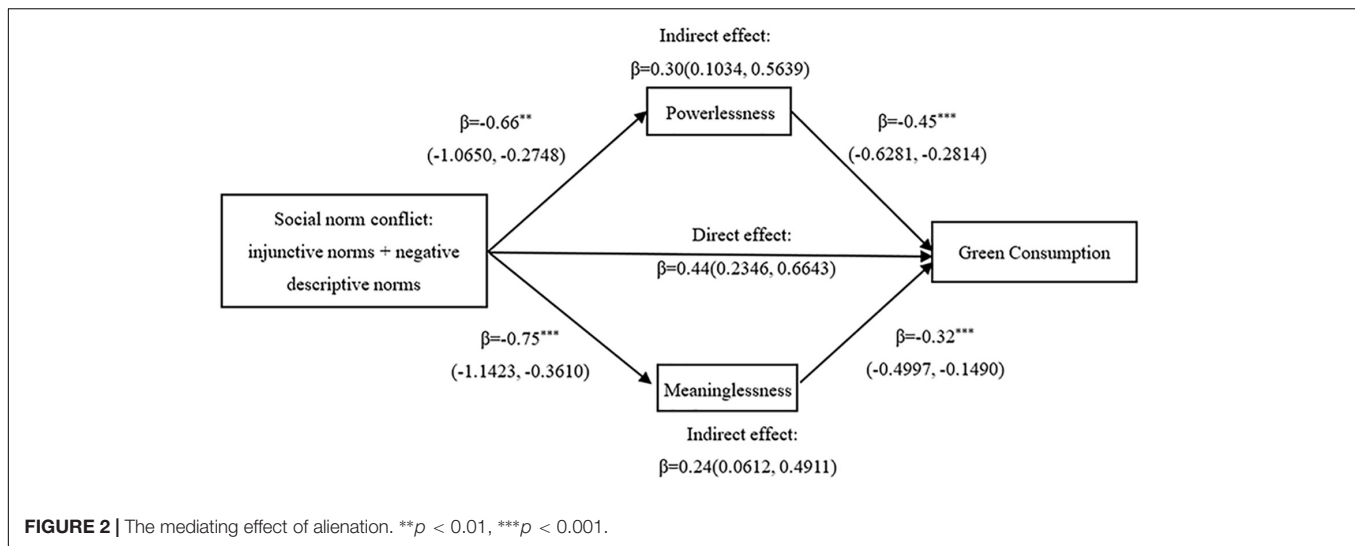 Indirect effect:
β=0.30(0.1034, 0.5639)
Powerlessness
β=-0.66**
(-1.0650, -0.2748)
β=-0.45***
(-0.6281, -0.2814)
Social norm conflict:
injunctive norms + negative
descriptive norms
Direct effect:
β=0.44(0.2346, 0.6643)
Green Consumption
β=-0.75***
(-1.1423, -0.3610)
β=-0.32***
(-0.4997, -0.1490)
Meaninglessness
Indirect effect:
β=0.24(0.0612, 0.4911)
FIGURE 2 | The mediating effect of alienation. **p < 0.01, ***p < 0.001.